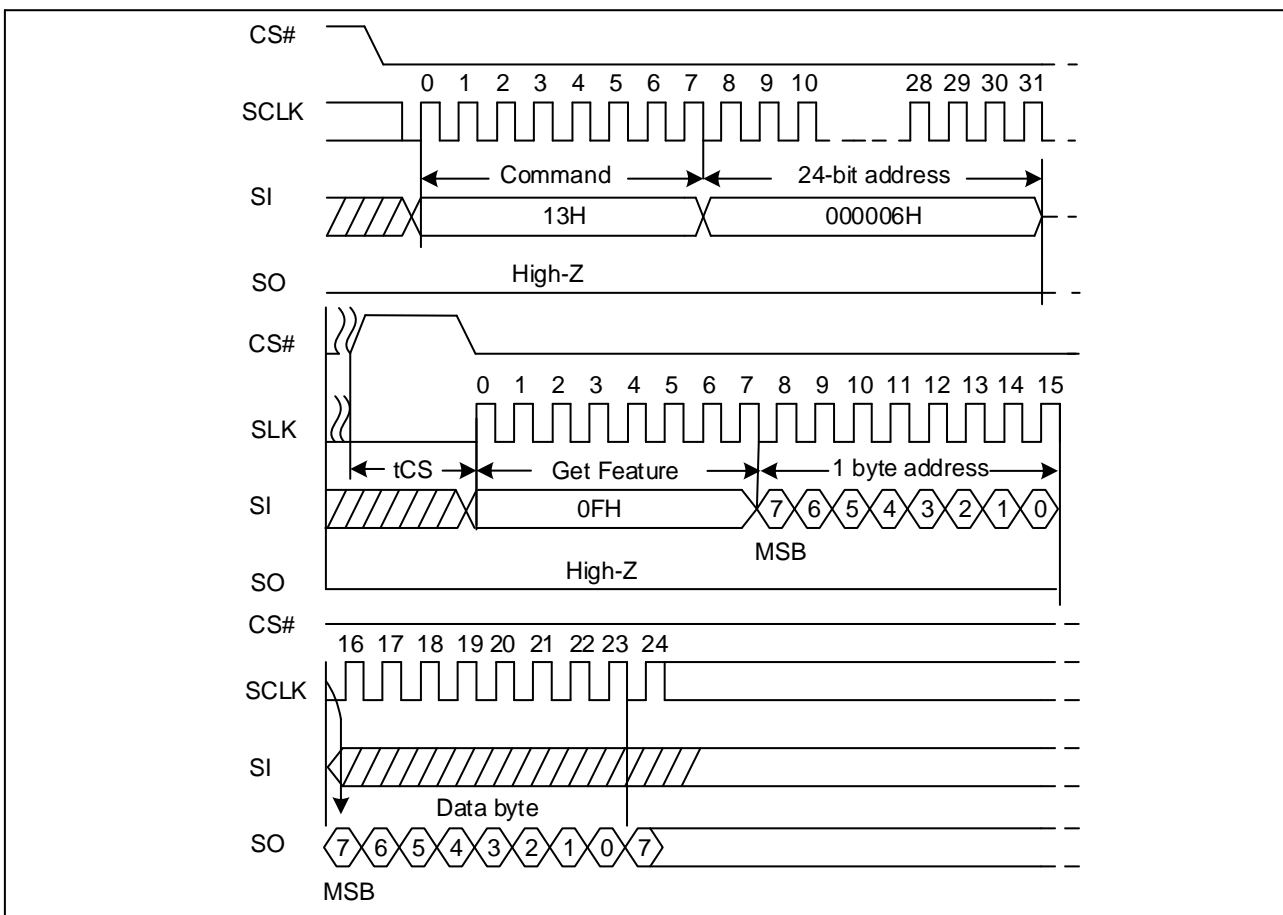 CS#
0 1 2 3 4 5 6 7 8 9 10 28 29 30 31
SCLK
Command 24-bit address
SI
13H 000006H
High-Z
SO
CS#
0 1 2 3 4 5 6 7 8 9 10 11 12 13 14 15
SLK
tCS Get Feature 1 byte address
SI 0FH 7 6 5 4 3 2 1 0
MSB
High-Z
SO
CS#
16 17 18 19 20 21 22 23 24
SCLK
SI
Data byte
SO 7 6 5 4 3 2 1 0 7
MSB